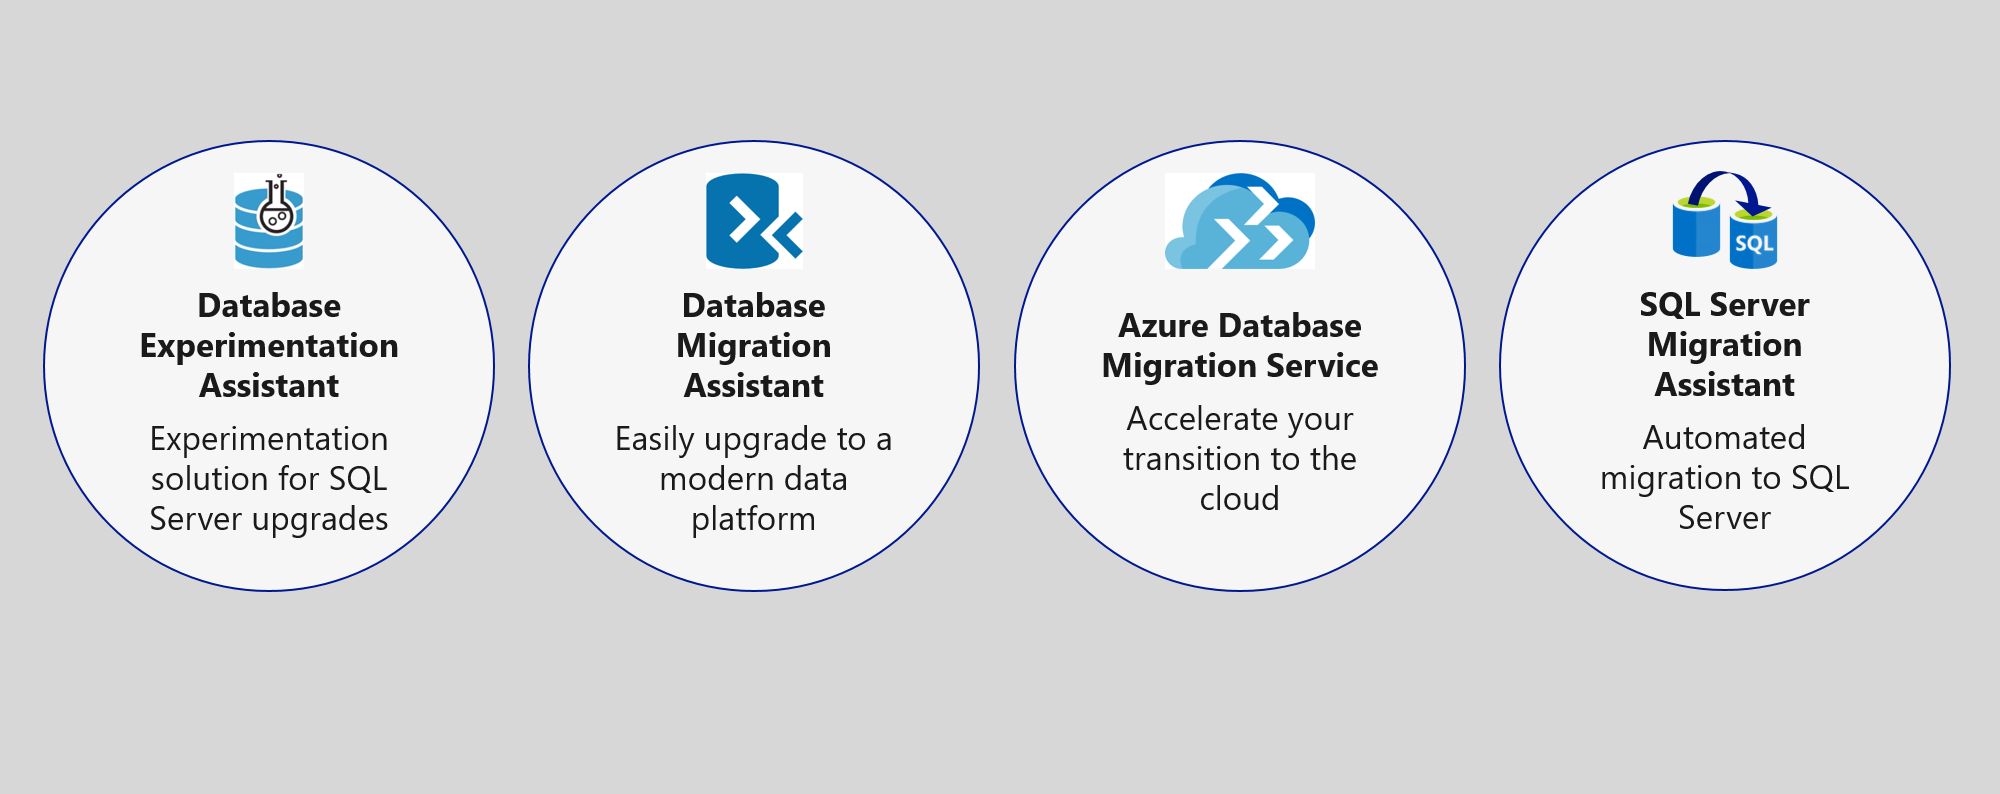 Database
Experimentation
Assistant
Experimentation
solution for SQL
Server upgrades
Database
Migration
Assistant
Easily upgrade to a
modern data
platform
Azure Database
Migration Service
Accelerate your
transition to the
cloud
SQL
SQL Server
Migration
Assistant
Automated
migration to SQL
Server